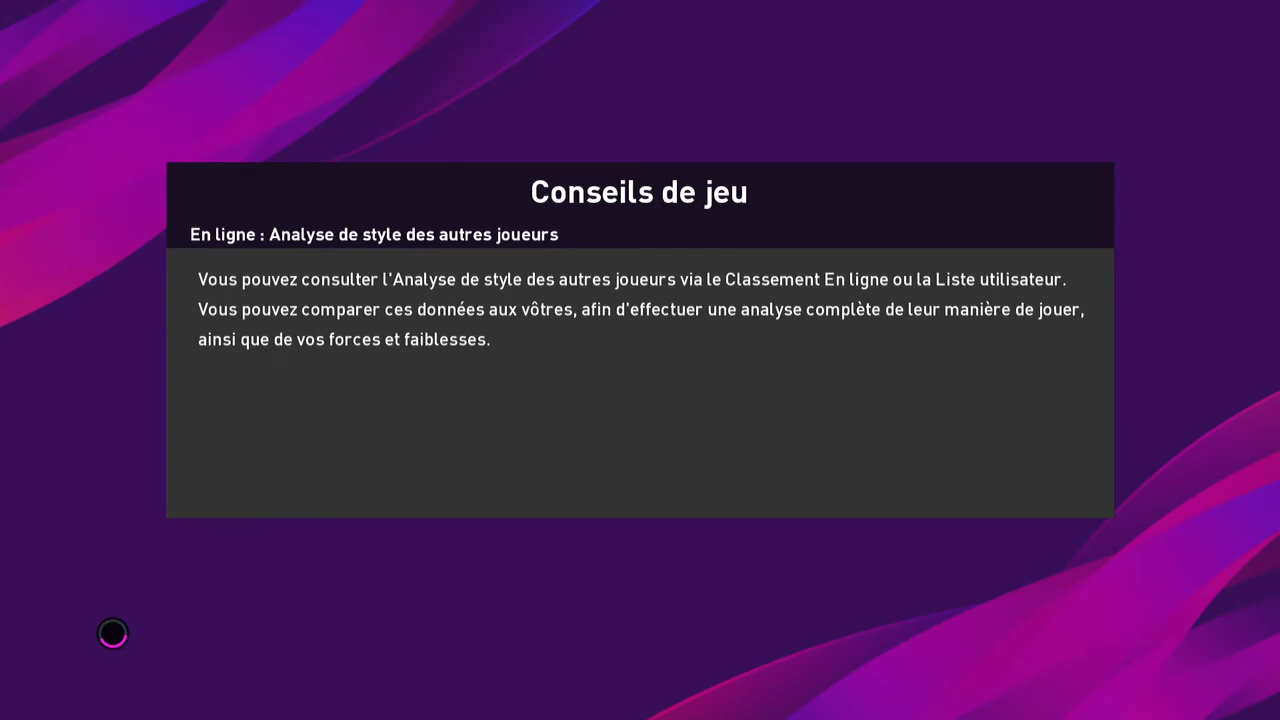 Conseils de jeu
En ligne : Analyse de style des autres joueurs
Vous pouvez consulter l'Analyse de style des autres joueurs via le Classement En ligne ou la Liste utilisateur.
Vous pouvez comparer ces données aux vôtres, afin d'effectuer une analyse complète de leur manière de jouer,
ainsi que de vos forces et faiblesses.